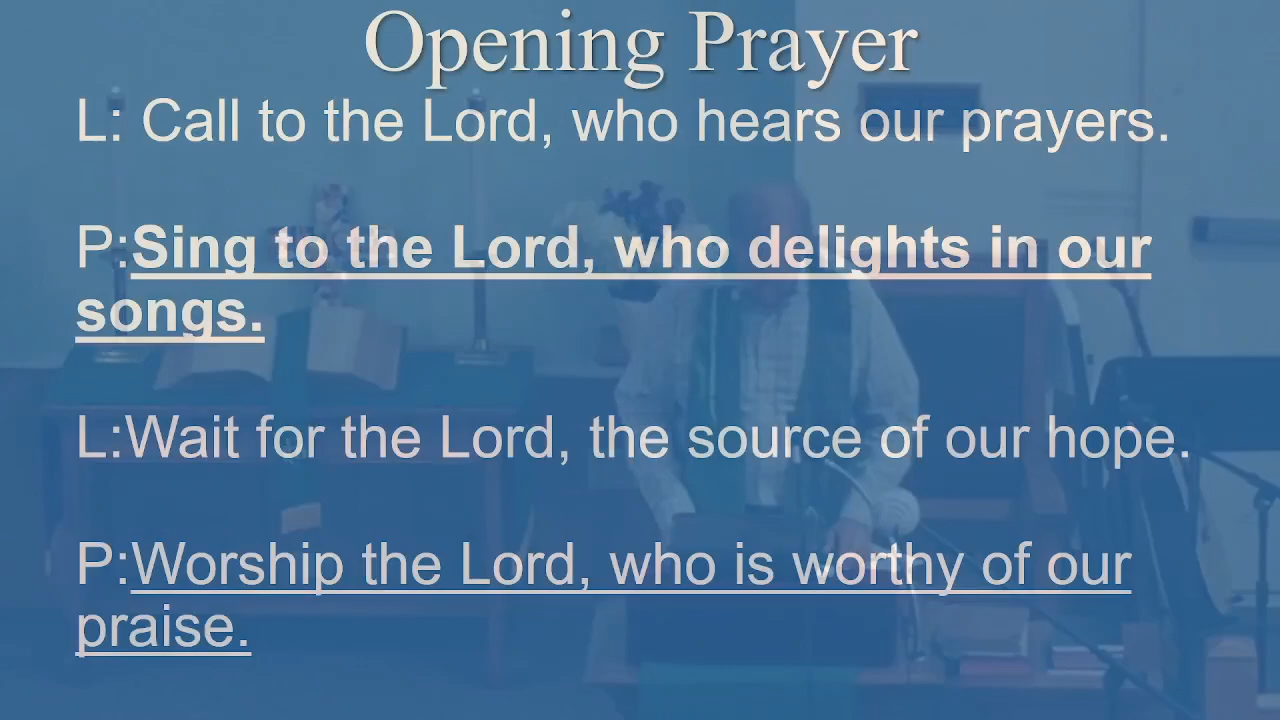 Opening Prayer
L: Call to the Lord, who hears our prayers.
P:Sing to the Lord, who delights in our
songs.
L:Wait for the Lord, the source of our hope.
P:Worship the Lord, who is worthy of our
praise.